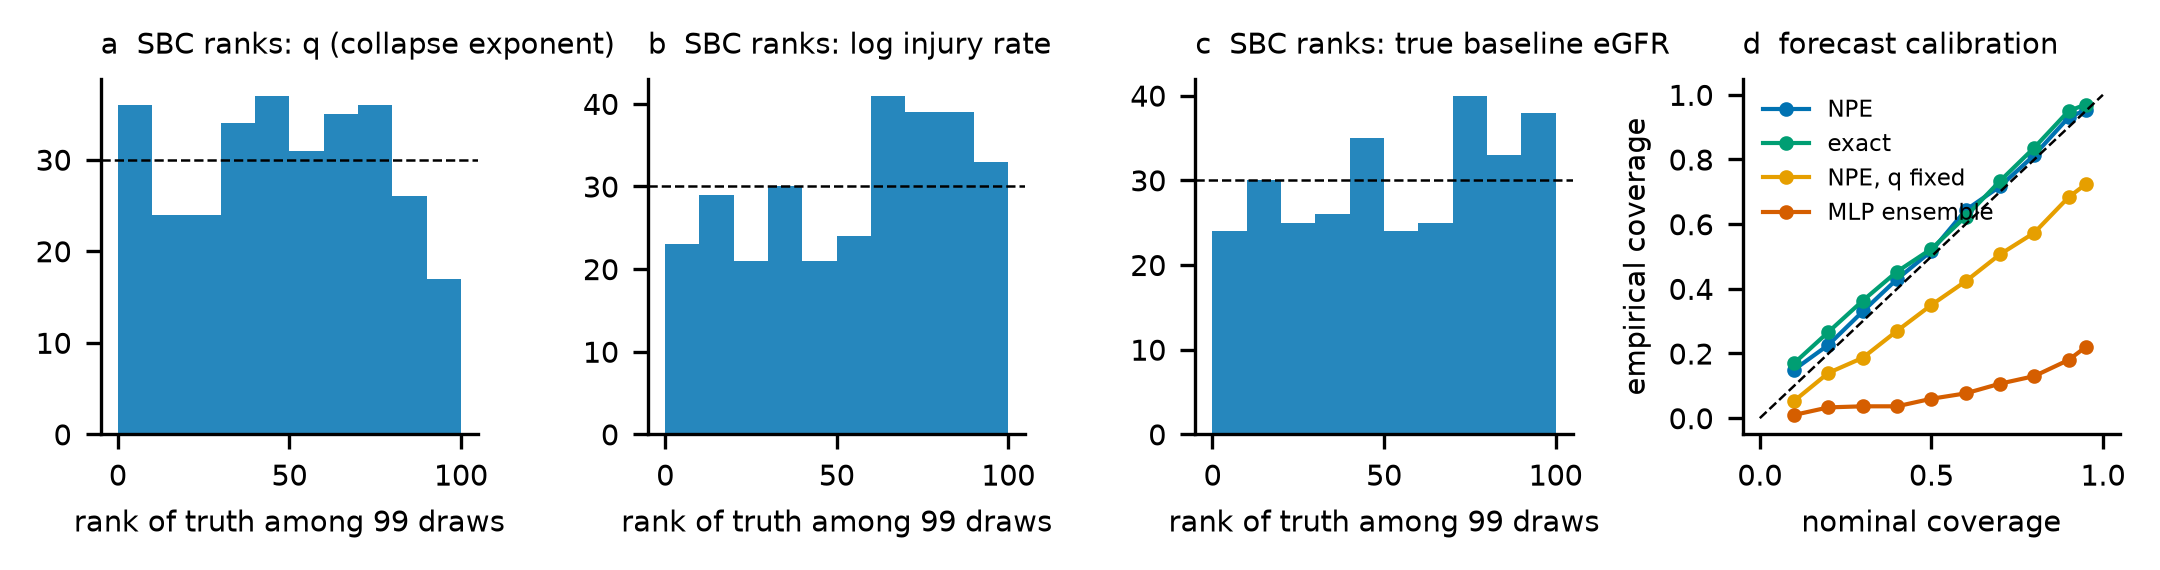 a SBC ranks: q (collapse exponent)
30
20
10
0
0 50 100
rank of truth among 99 draws
b SBC ranks: log injury rate
40
30
20
10
0
0 50 100
rank of truth among 99 draws
c SBC ranks: true baseline eGFR
40
30
20
10
0
0 50 100
rank of truth among 99 draws
d forecast calibration
empirical coverage
1.0
0.8
0.6
0.4
0.2
0.0
NPE
exact
NPE, q fixed
MLP ensemble
0.0 0.5 1.0
nominal coverage